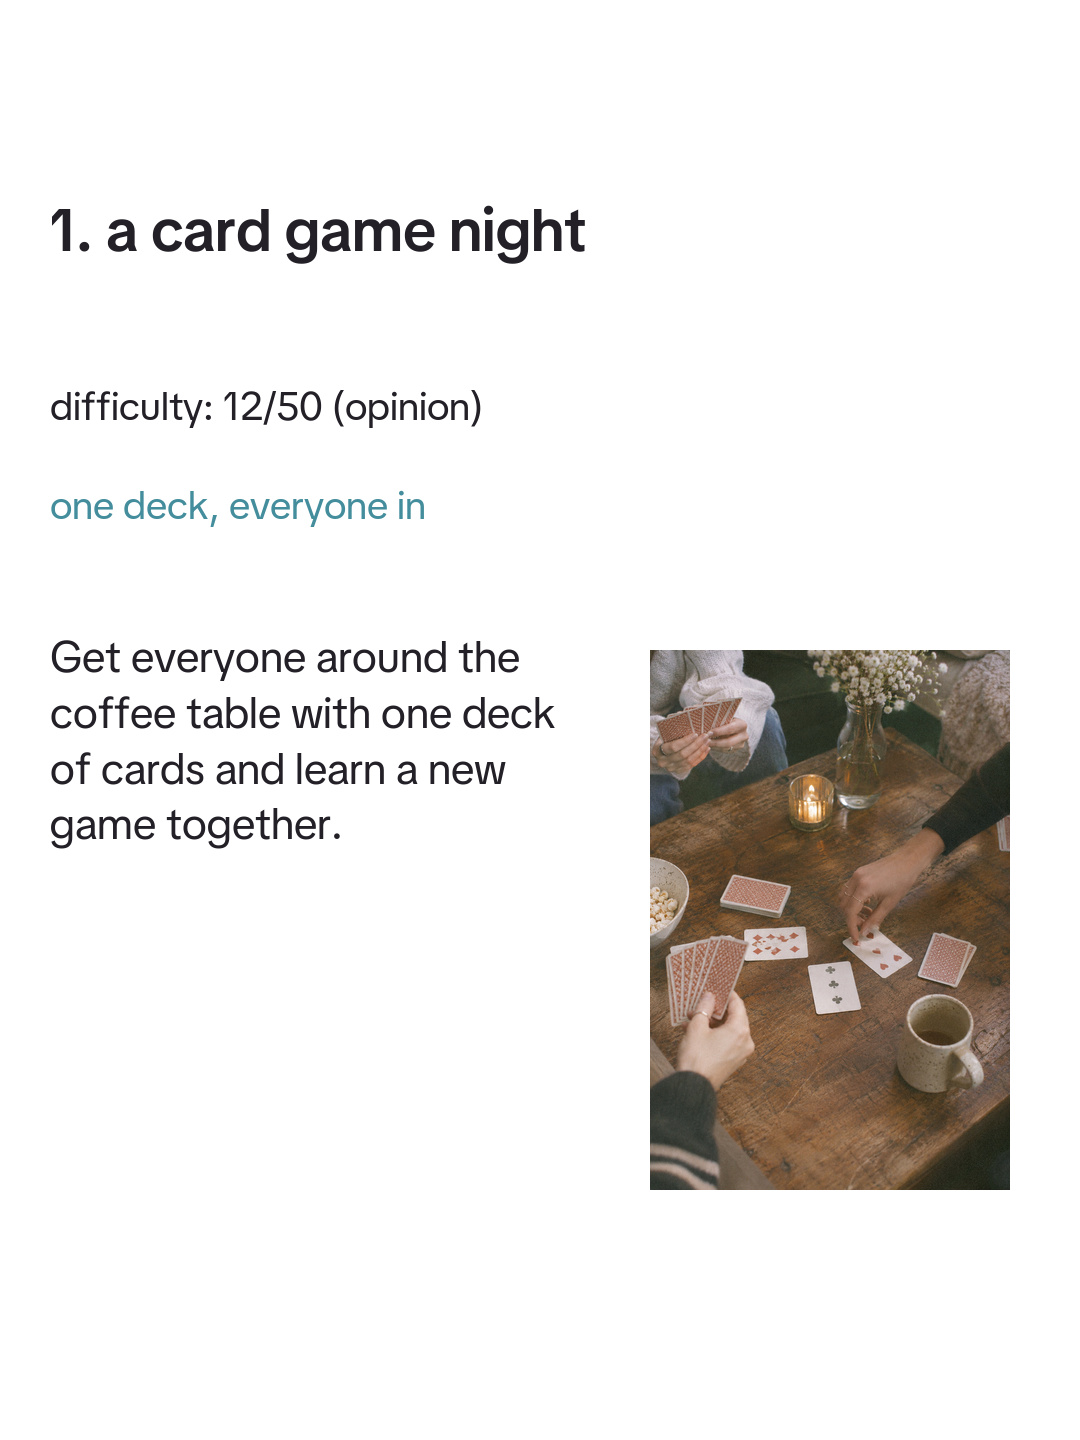 1. a card game night
difficulty: 12/50 (opinion)
one deck, everyone in
Get everyone around the
coffee table with one deck
of cards and learn a new
game together.